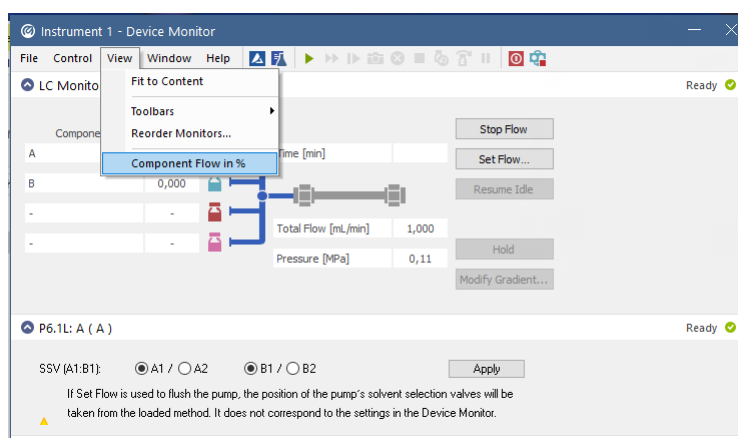 Instrument 1 - Device Monitor
File Control View Window Help
LC Monito Ready
Fit to Content
Toolbars
Reorder Monitors...
Component Flow in %
Compone
A
Time [min]
B 0,000
- -
- -
Total Flow [mL/min] 1,000
Pressure [MPa] 0,11
Stop Flow
Set Flow...
Resume Idle
Hold
Modify Gradient...
P6.1L: A ( A ) Ready
SSV (A1:B1): A1 / A2 B1 / B2 Apply
If Set Flow is used to flush the pump, the position of the pump's solvent selection valves will be
taken from the loaded method. It does not correspond to the settings in the Device Monitor.